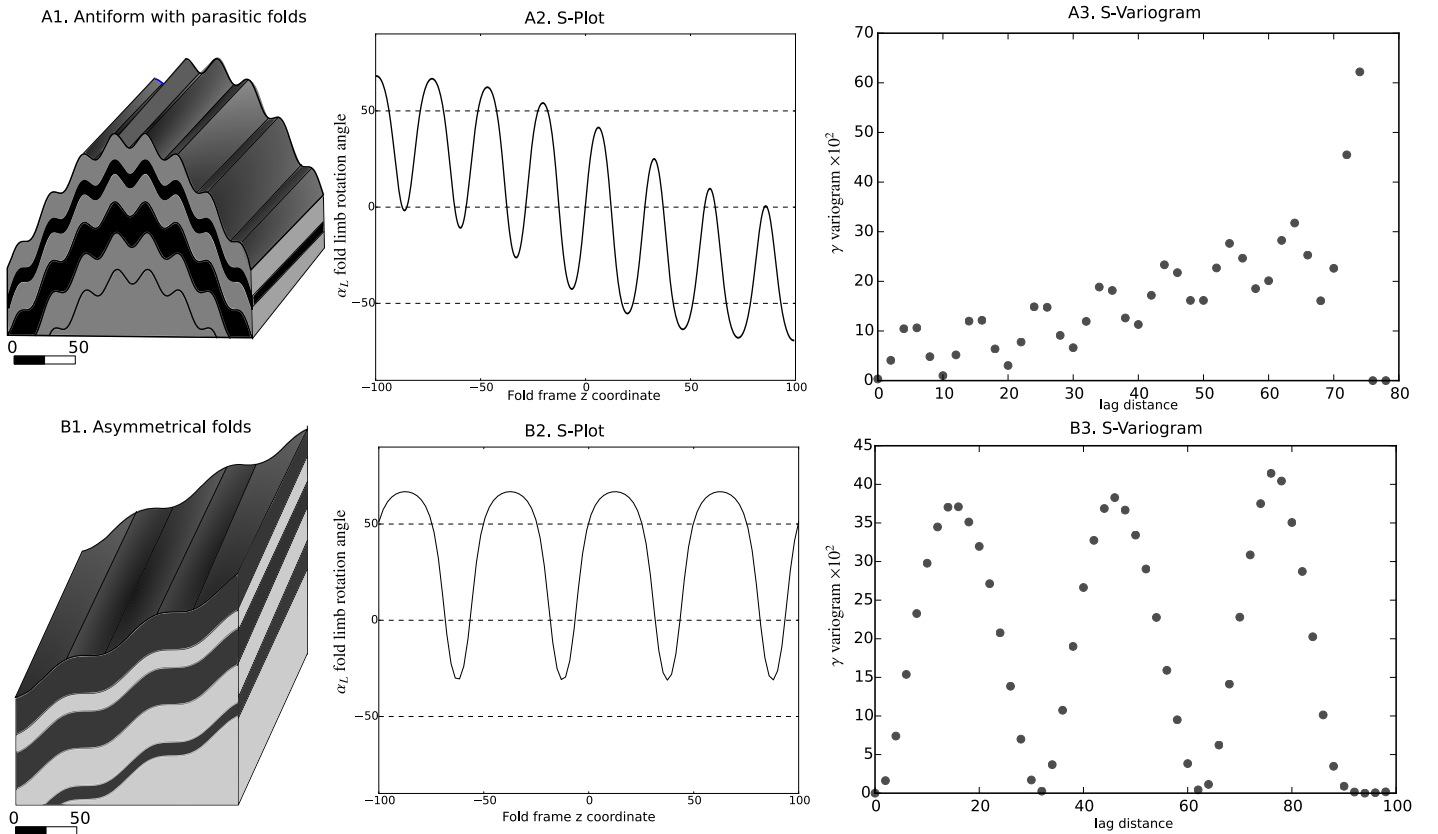 A1. Antiform with parasitic folds
0 50
A2. S-Plot
αL fold limb rotation angle
50
0
−50
−100 −50 0 50 100
Fold frame z coordinate
A3. S-Variogram
γ variogram ×10²
70
60
50
40
30
20
10
0
0 10 20 30 40 50 60 70 80
lag distance
B1. Asymmetrical folds
0 50
B2. S-Plot
αL fold limb rotation angle
50
0
−50
−100 −50 0 50 100
Fold frame z coordinate
B3. S-Variogram
γ variogram ×10²
45
40
35
30
25
20
15
10
5
0
0 20 40 60 80 100
lag distance